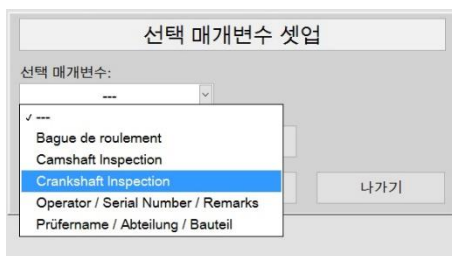 선택 매개변수 셋업
선택 매개변수:
---
✓ ---
Bague de roulement
Camshaft Inspection
Crankshaft Inspection
Operator / Serial Number / Remarks
Prüfername / Abteilung / Bauteil
나가기